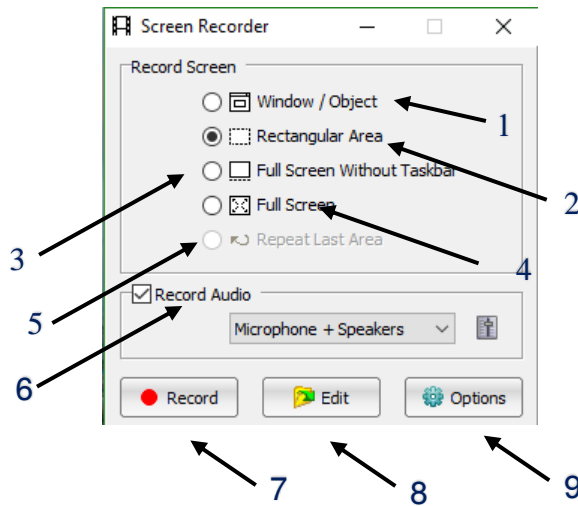 Screen Recorder
Record Screen
Window / Object
1
Rectangular Area
2
Full Screen Without Taskbar
3
Full Screen
4
Repeat Last Area
5
Record Audio
6
Microphone + Speakers
Record Edit Options
7 8 9